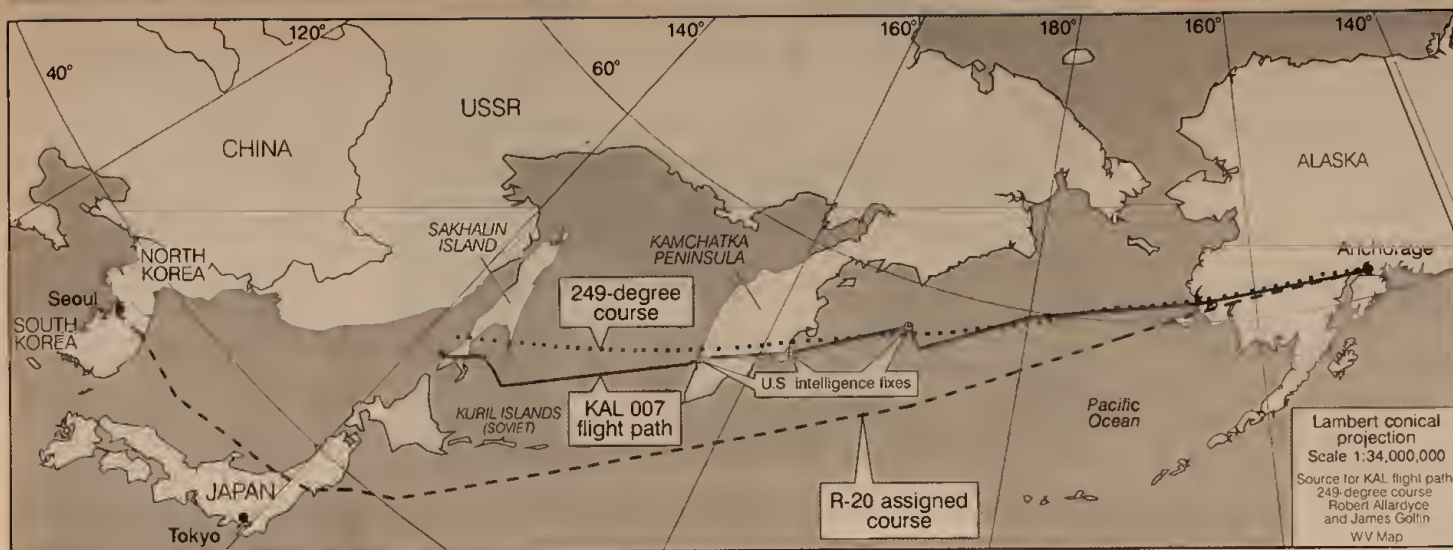 120°
140°
160°
180°
160°
140°
40°
60°
USSR
CHINA
ALASKA
SAKHALIN
ISLAND
KAMCHATKA
PENINSULA
Anchorage
NORTH
KOREA
Seoul
SOUTH
KOREA
249-degree
course
U.S intelligence fixes
KURIL ISLANDS
(SOVIET)
KAL 007
flight path
Pacific
Ocean
JAPAN
Tokyo
R-20 assigned
course
Lambert conical
projection
Scale 1:34,000,000
Source for KAL flight path
249-degree course
Robert Allardyce
and James Gollin
WV Map